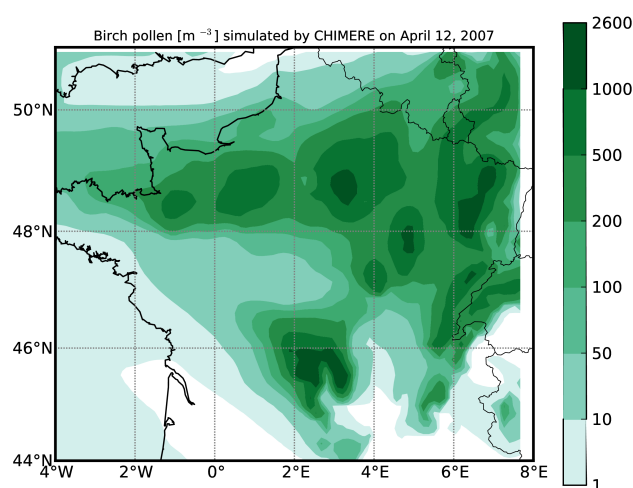 Birch pollen [m⁻³] simulated by CHIMERE on April 12, 2007
2600
1000
500
200
100
50
10
1
50°N
48°N
46°N
44°N
4°W 2°W 0° 2°E 4°E 6°E 8°E